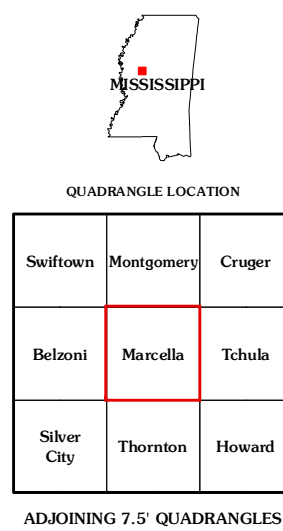 MISSISSIPPI
QUADRANGLE LOCATION
Swiftown Montgomery Cruger
Belzoni Marcella Tchula
Silver
City Thornton Howard
ADJOINING 7.5' QUADRANGLES